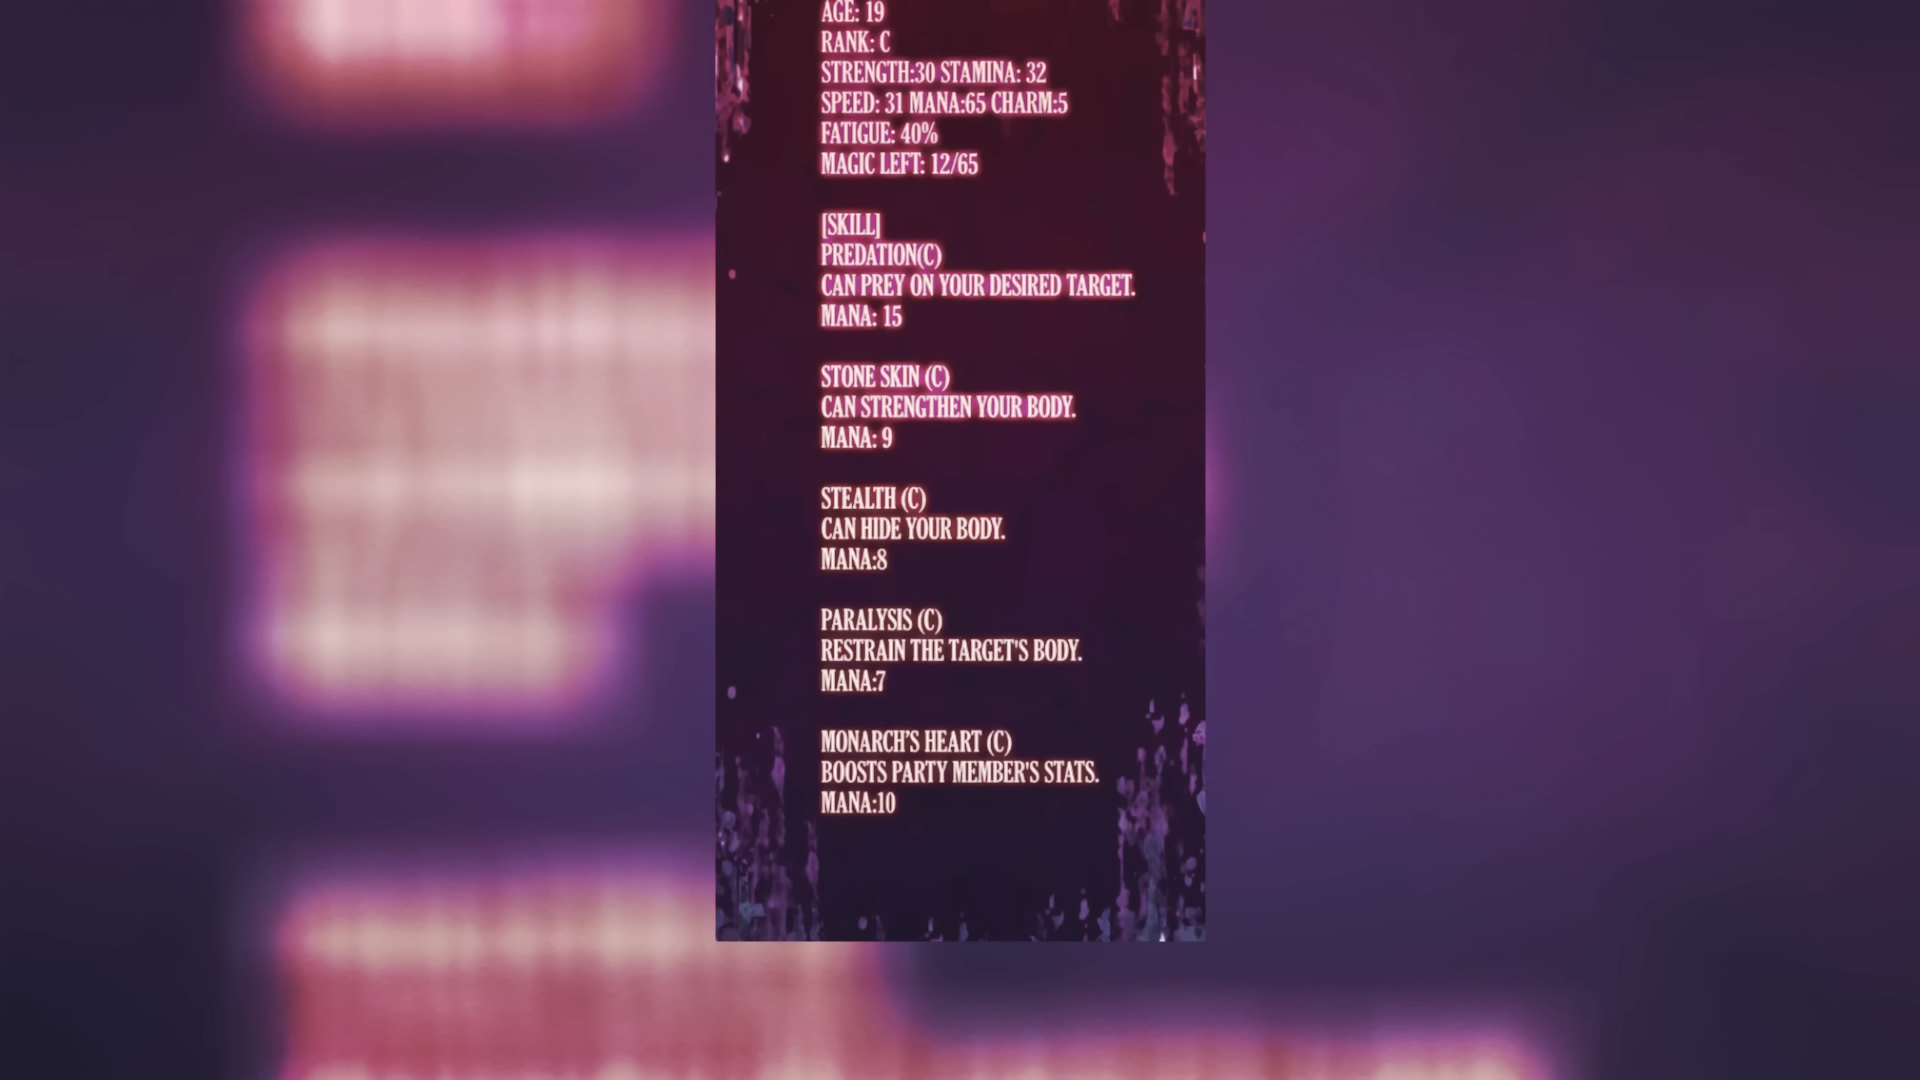 AGE: 19
RANK: C
STRENGTH:30 STAMINA: 32
SPEED: 31 MANA:65 CHARM:5
FATIGUE: 40%
MAGIC LEFT: 12/65
[SKILL]
PREDATION(C)
CAN PREY ON YOUR DESIRED TARGET.
MANA: 15
STONE SKIN (C)
CAN STRENGTHEN YOUR BODY.
MANA: 9
STEALTH (C)
CAN HIDE YOUR BODY.
MANA:8
PARALYSIS (C)
RESTRAIN THE TARGET'S BODY.
MANA:7
MONARCH'S HEART (C)
BOOSTS PARTY MEMBER'S STATS.
MANA:10